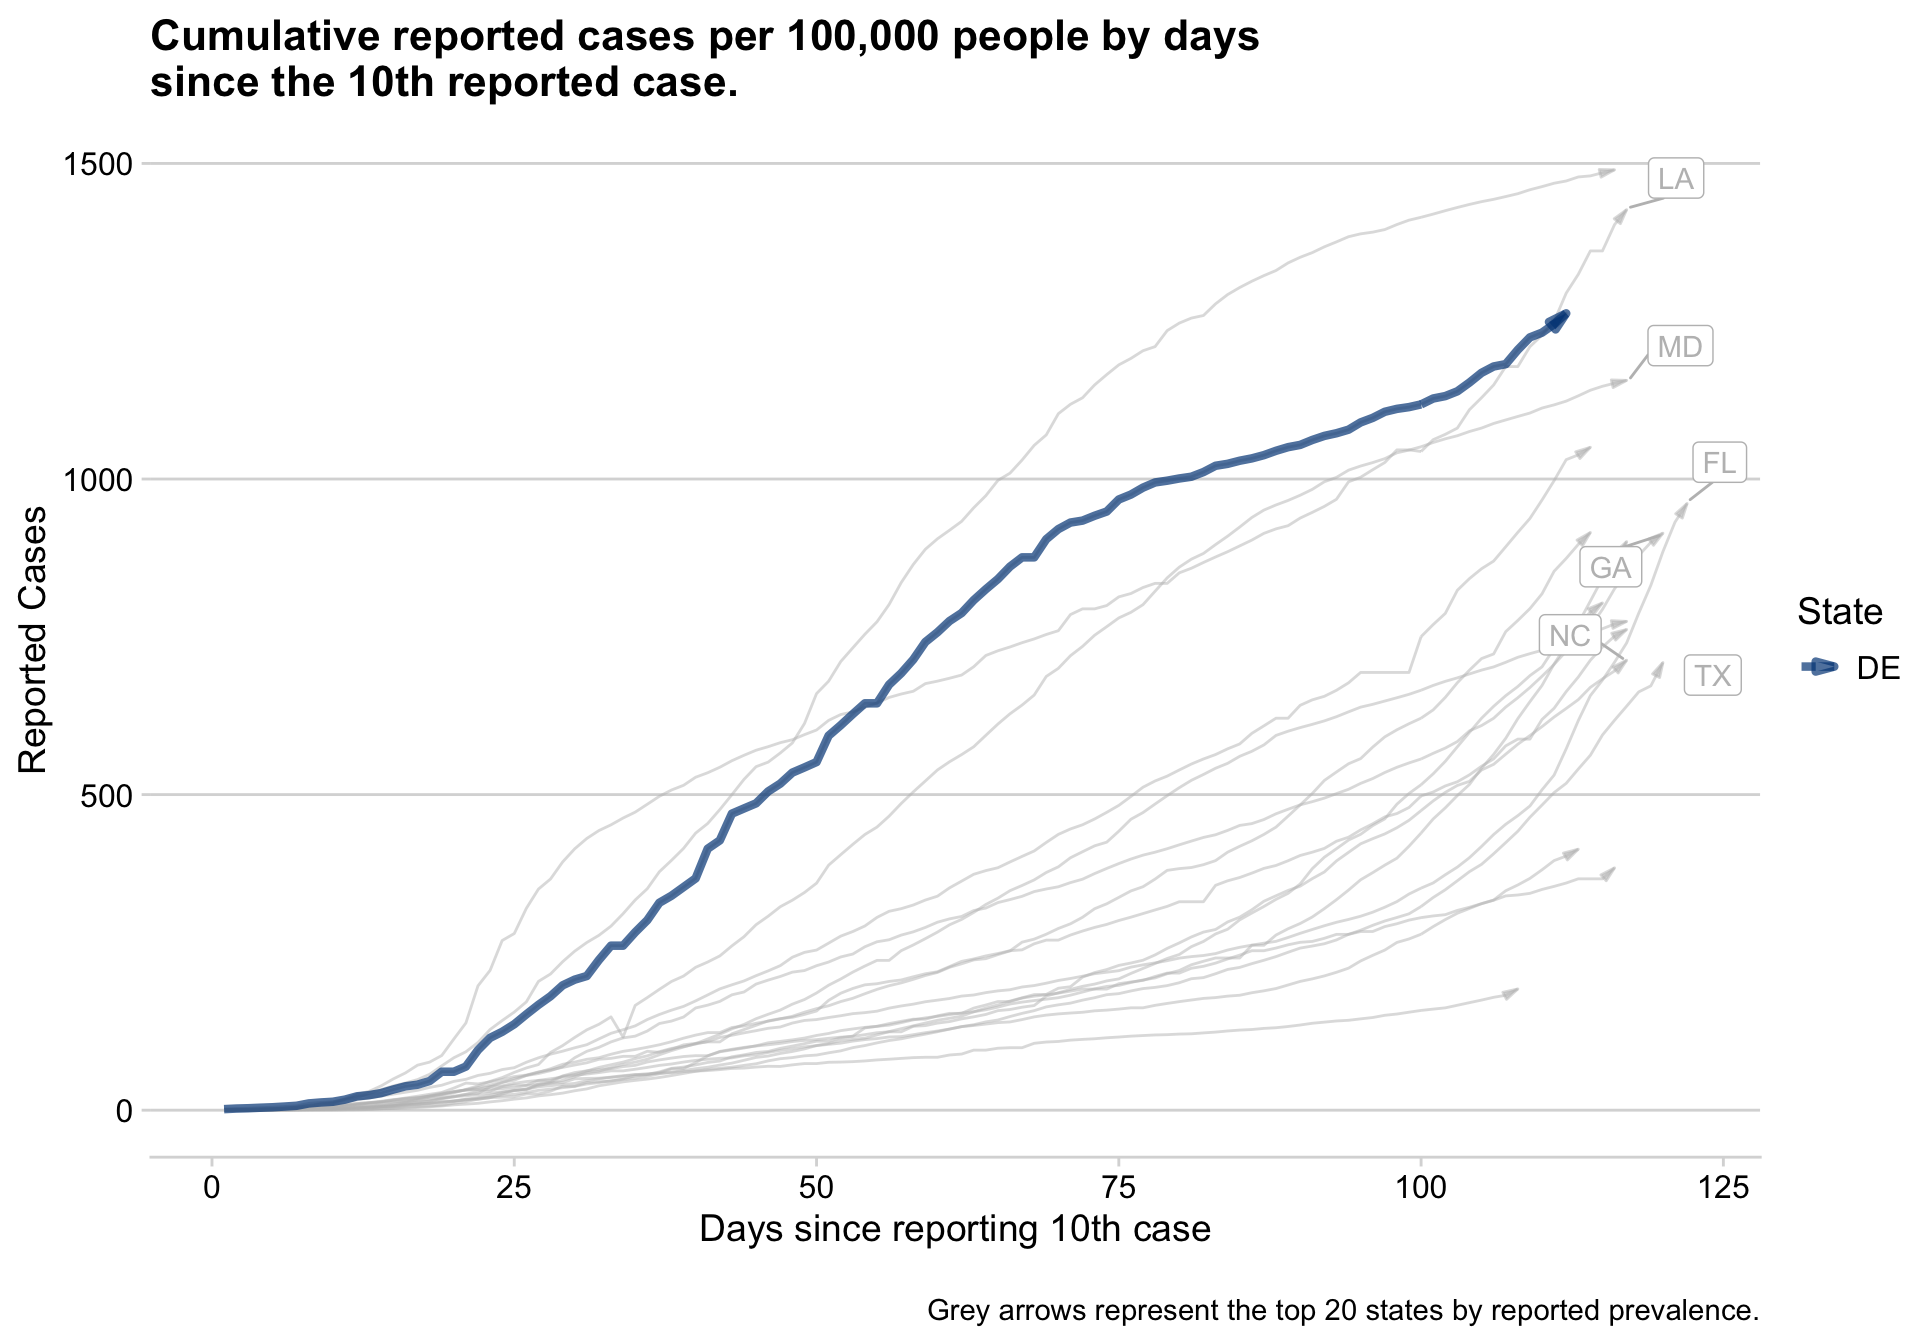 Cumulative reported cases per 100,000 people by days
since the 10th reported case.
1500
1000
500
0
Reported Cases
LA
MD
FL
GA
NC
TX
State
DE
0 25 50 75 100 125
Days since reporting 10th case
Grey arrows represent the top 20 states by reported prevalence.